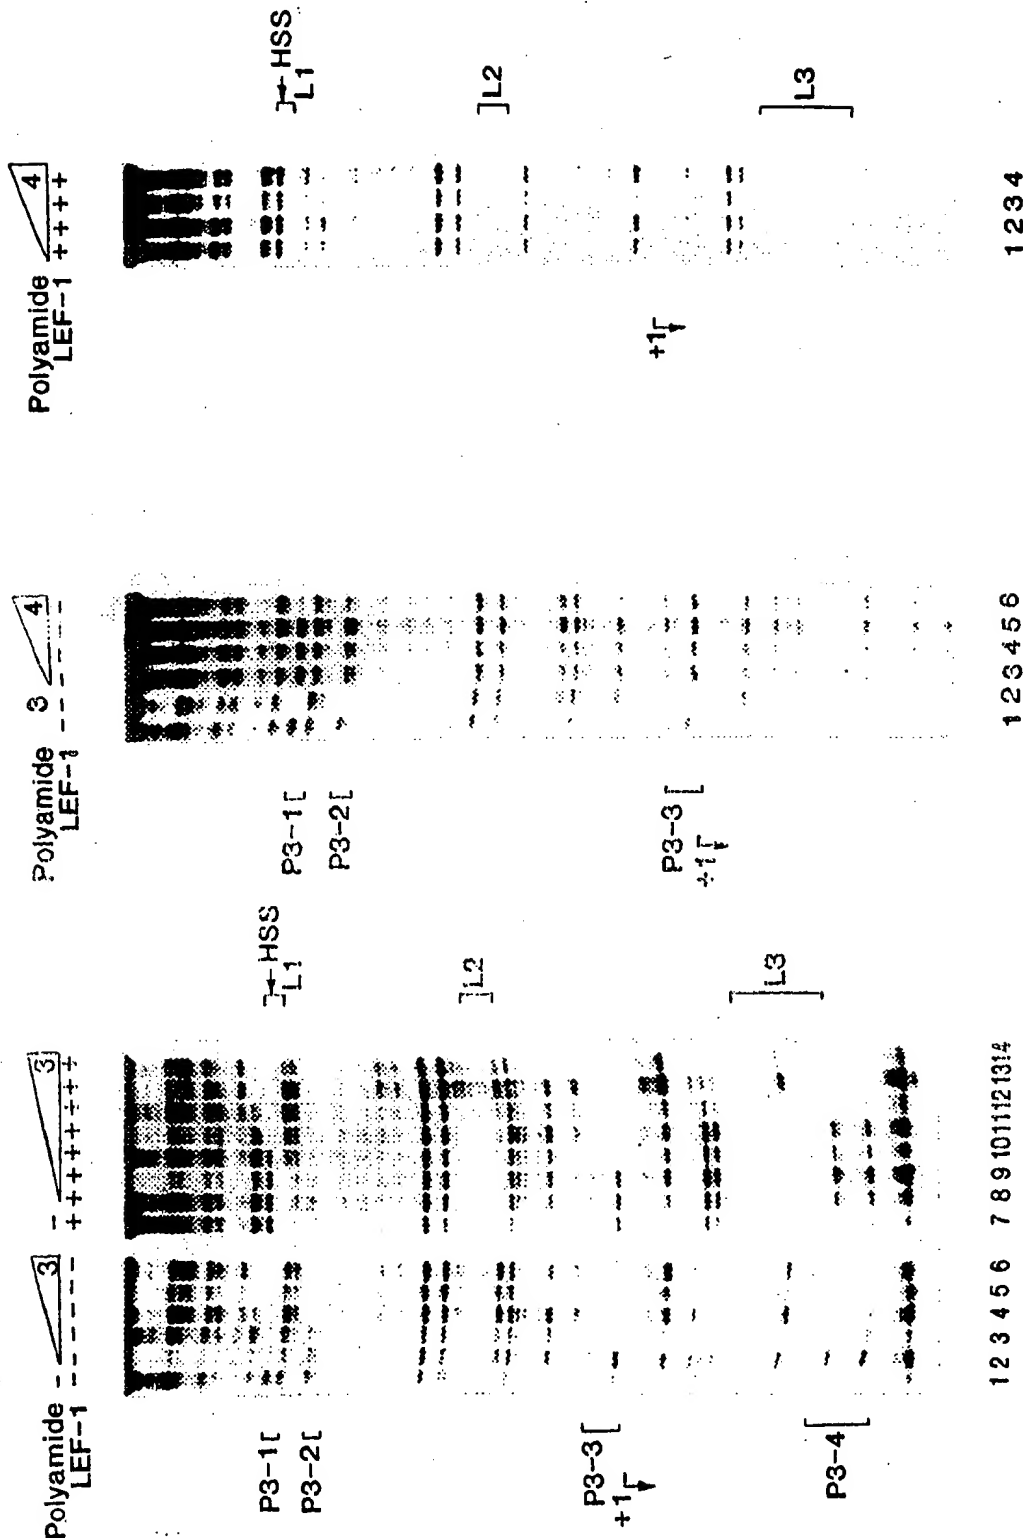 Polyamide – 3 – 3
LEF-1 – – – – – – + + + + + + + +
P3-1
P3-2
P3-3
+1
P3-4
HSS
L1
L2
L3
1 2 3 4 5 6 7 8 9 10 11 12 13 14
Polyamide 3 4
LEF-1 – – – – – –
P3-1
P3-2
P3-3
+1
1 2 3 4 5 6
Polyamide 4
LEF-1 + + + +
+1
HSS
L1
L2
L3
1 2 3 4